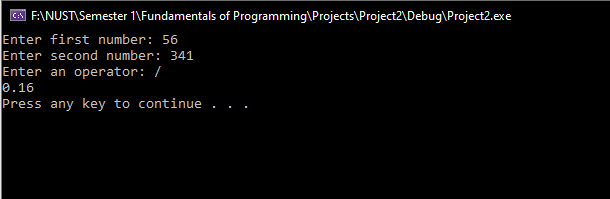 F:\NUST\Semester 1\Fundamentals of Programming\Projects\Project2\Debug\Project2.exe
Enter first number: 56
Enter second number: 341
Enter an operator: /
0.16
Press any key to continue . . .